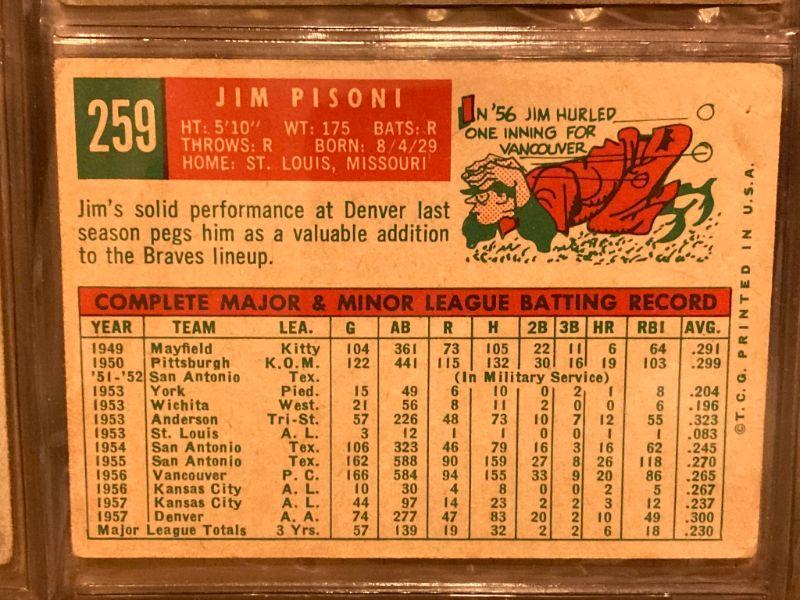 259
JIM PISONI
HT: 5'10" WT: 175 BATS: R
THROWS: R BORN: 8/4/29
HOME: ST. LOUIS, MISSOURI
IN '56 JIM HURLED
ONE INNING FOR
VANCOUVER
Jim's solid performance at Denver last
season pegs him as a valuable addition
to the Braves lineup.
COMPLETE MAJOR & MINOR LEAGUE BATTING RECORD
YEAR TEAM LEA. G AB R H 2B 3B HR RBI AVG.
1949 Mayfield Kitty 104 361 73 105 22 11 6 64 .291
1950 Pittsburgh K.O.M. 122 441 115 132 30 16 19 103 .299
'51-'52 San Antonio Tex. (In Military Service)
1953 York Pied. 15 49 6 10 0 2 1 8 .204
1953 Wichita West. 21 56 8 11 2 0 0 6 .196
1953 Anderson Tri-St. 57 226 48 73 10 7 12 55 .323
1953 St. Louis A. L. 3 12 1 1 0 0 1 1 .083
1954 San Antonio Tex. 106 323 46 79 16 3 16 62 .245
1955 San Antonio Tex. 162 588 90 159 27 8 26 118 .270
1956 Vancouver P. C. 166 584 94 155 33 9 20 86 .265
1956 Kansas City A. L. 10 30 4 8 0 0 2 5 .267
1957 Kansas City A. L. 44 97 14 23 2 2 3 12 .237
1957 Denver A. A. 74 277 47 83 20 2 10 49 .300
Major League Totals 3 Yrs. 57 139 19 32 2 2 6 18 .230
©T.C.G. PRINTED IN U.S.A.